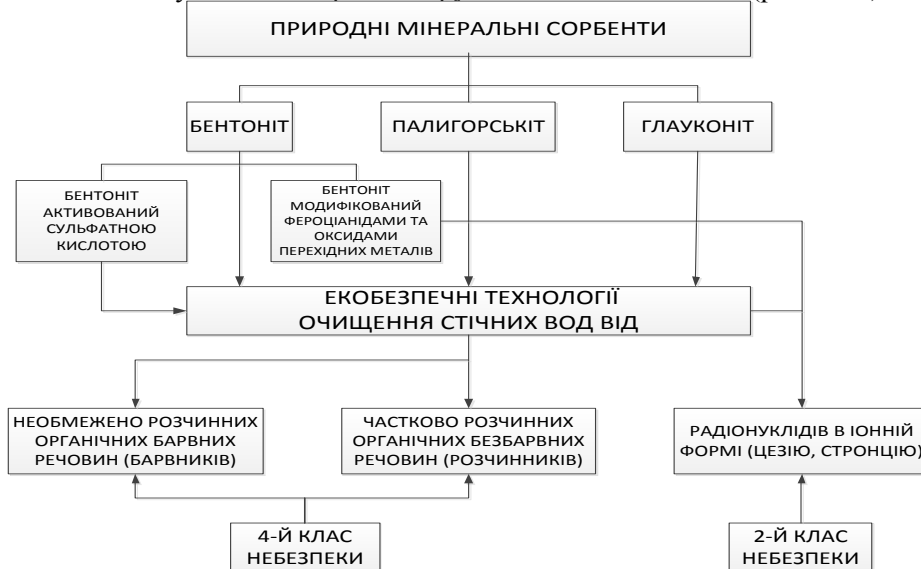 ПРИРОДНІ МІНЕРАЛЬНІ СОРБЕНТИ
БЕНТОНІТ
ПАЛИГОРСЬКІТ
ГЛАУКОНІТ
БЕНТОНІТ
АКТИВОВАНИЙ
СУЛЬФАТНОЮ
КИСЛОТОЮ
БЕНТОНІТ
МОДИФІКОВАНИЙ
ФЕРОЦІАНІДАМИ ТА
ОКСИДАМИ
ПЕРЕХІДНИХ МЕТАЛІВ
ЕКОБЕЗПЕЧНІ ТЕХНОЛОГІЇ
ОЧИЩЕННЯ СТІЧНИХ ВОД ВІД
НЕОБМЕЖЕНО РОЗЧИННИХ
ОРГАНІЧНИХ БАРВНИХ
РЕЧОВИН (БАРВНИКІВ)
ЧАСТКОВО РОЗЧИННИХ
ОРГАНІЧНИХ БЕЗБАРВНИХ
РЕЧОВИН (РОЗЧИННИКІВ)
РАДІОНУКЛІДІВ В ІОННІЙ
ФОРМІ (ЦЕЗІЮ, СТРОНЦІЮ)
4-Й КЛАС
НЕБЕЗПЕКИ
2-Й КЛАС
НЕБЕЗПЕКИ